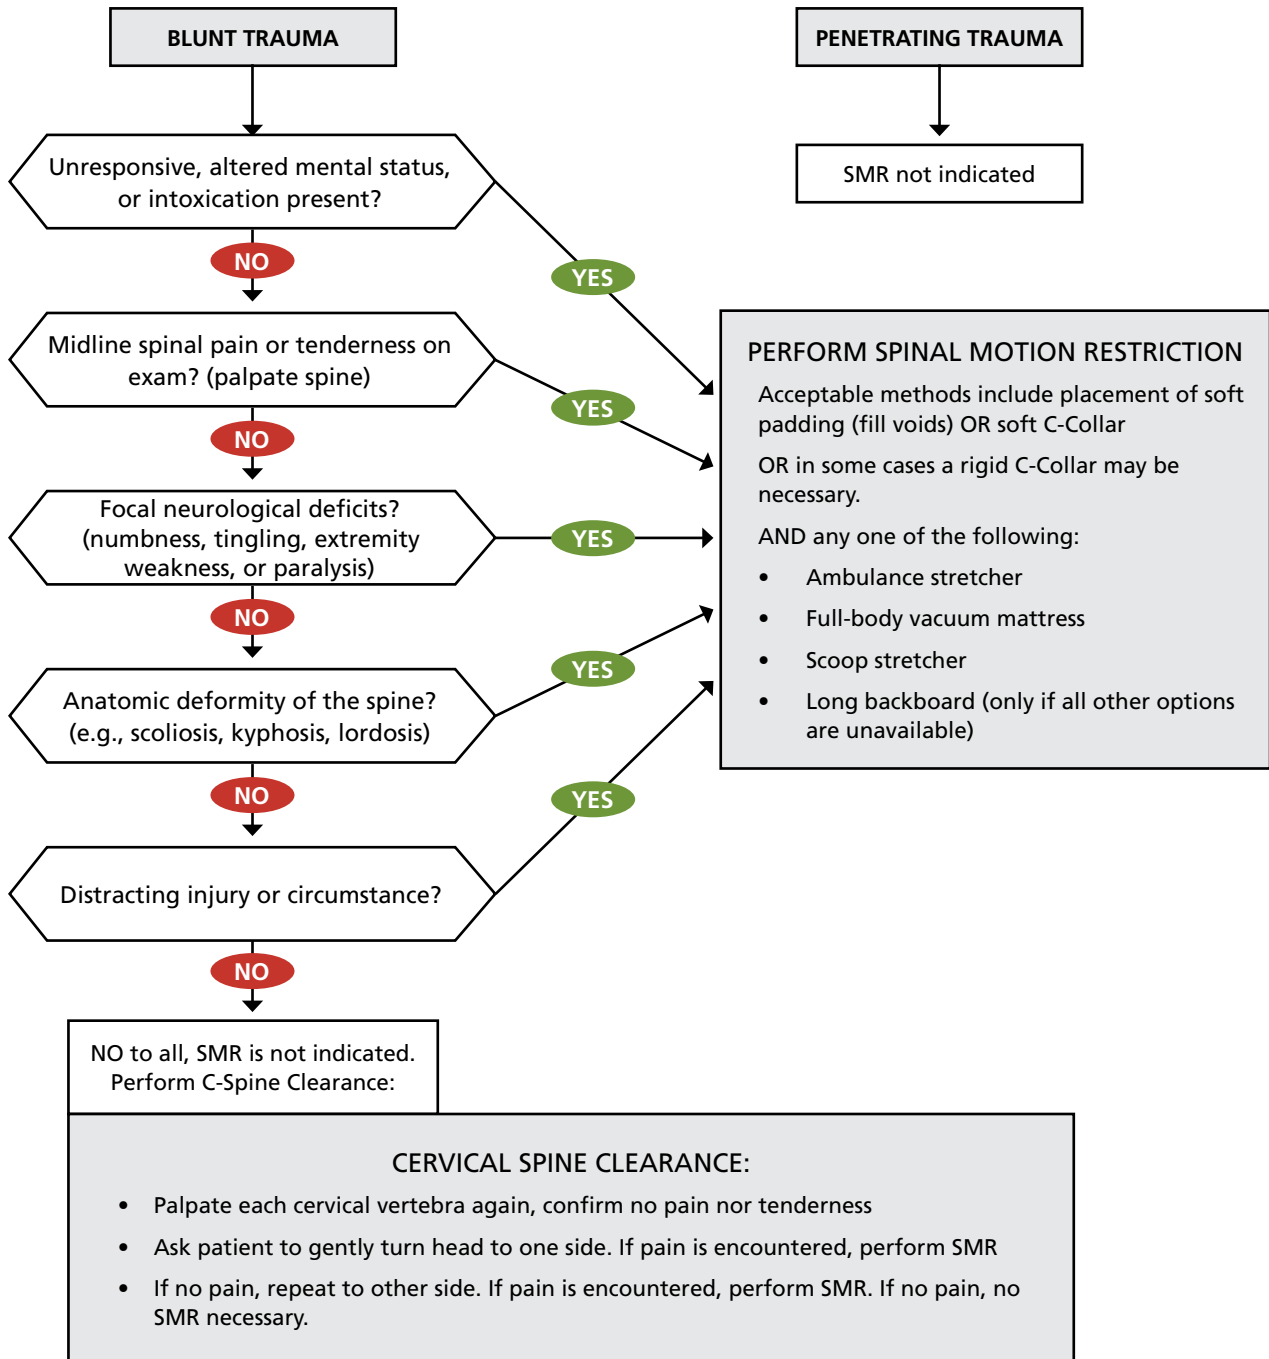 BLUNT TRAUMA
PENETRATING TRAUMA
Unresponsive, altered mental status,
or intoxication present?
SMR not indicated
NO
YES
Midline spinal pain or tenderness on
exam? (palpate spine)
YES
NO
Focal neurological deficits?
(numbness, tingling, extremity
weakness, or paralysis)
YES
NO
Anatomic deformity of the spine?
(e.g., scoliosis, kyphosis, lordosis)
YES
NO
Distracting injury or circumstance?
YES
NO
PERFORM SPINAL MOTION RESTRICTION
Acceptable methods include placement of soft
padding (fill voids) OR soft C-Collar
OR in some cases a rigid C-Collar may be
necessary.
AND any one of the following:
• Ambulance stretcher
• Full-body vacuum mattress
• Scoop stretcher
• Long backboard (only if all other options
are unavailable)
NO to all, SMR is not indicated.
Perform C-Spine Clearance:
CERVICAL SPINE CLEARANCE:
• Palpate each cervical vertebra again, confirm no pain nor tenderness
• Ask patient to gently turn head to one side. If pain is encountered, perform SMR
• If no pain, repeat to other side. If pain is encountered, perform SMR. If no pain, no
SMR necessary.